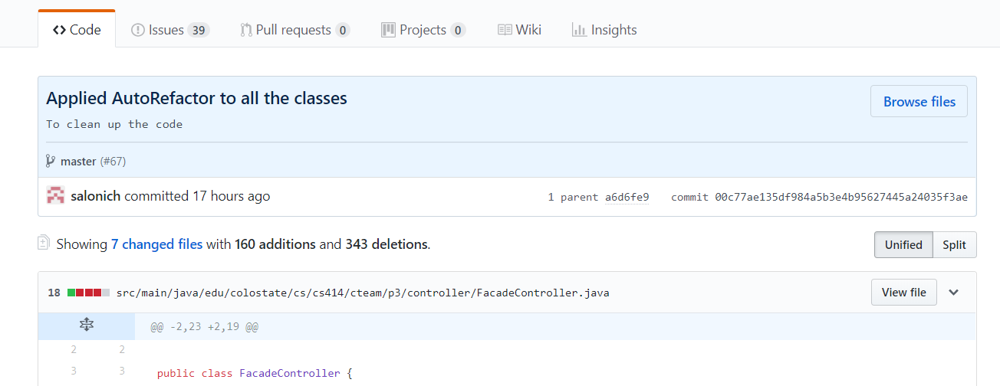 Code Issues 39 Pull requests 0 Projects 0 Wiki Insights
Applied AutoRefactor to all the classes
Browse files
To clean up the code
master (#67)
salonich committed 17 hours ago 1 parent a6d6fe9 commit 00c77ae135df984a5b3e4b95627445a24035f3ae
Showing 7 changed files with 160 additions and 343 deletions. Unified Split
18 src/main/java/edu/colostate/cs/cs414/cteam/p3/controller/FacadeController.java View file
@@ -2,23 +2,19 @@
2 2
3 3 public class FacadeController {